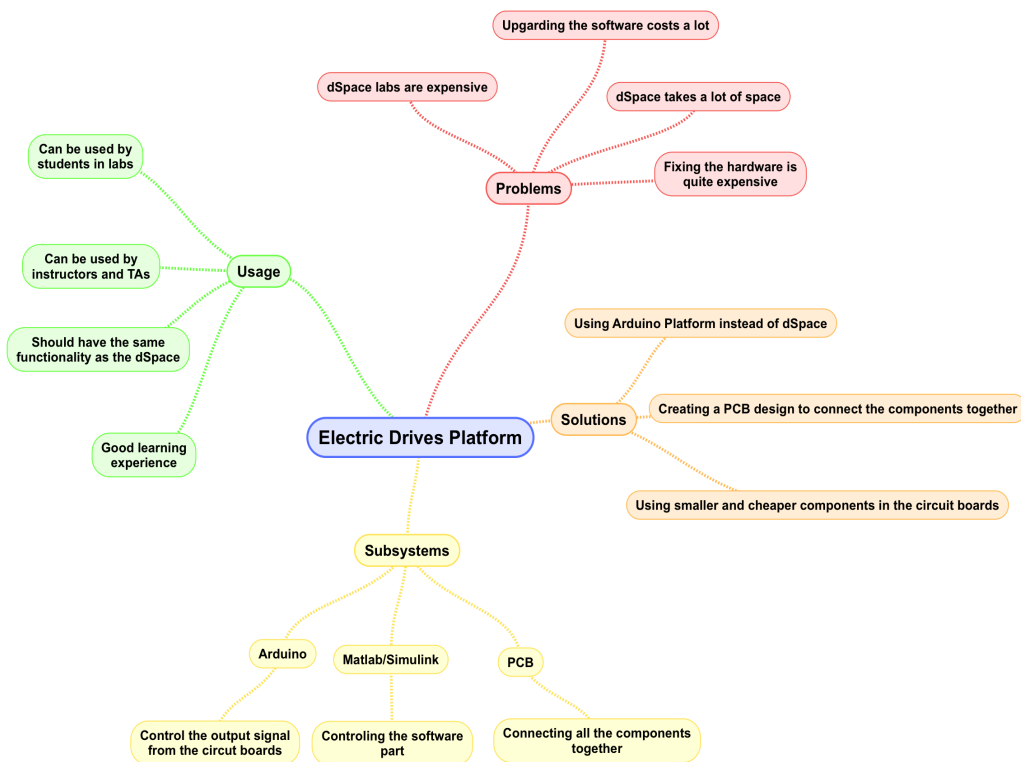 Upgarding the software costs a lot
dSpace labs are expensive
dSpace takes a lot of space
Fixing the hardware is
quite expensive
Problems
Can be used by
students in labs
Can be used by
instructors and TAs
Usage
Should have the same
functionality as the dSpace
Good learning
experience
Using Arduino Platform instead of dSpace
Solutions
Creating a PCB design to connect the components together
Using smaller and cheaper components in the circuit boards
Electric Drives Platform
Subsystems
Arduino
Matlab/Simulink
PCB
Control the output signal
from the circut boards
Controling the software
part
Connecting all the components
together